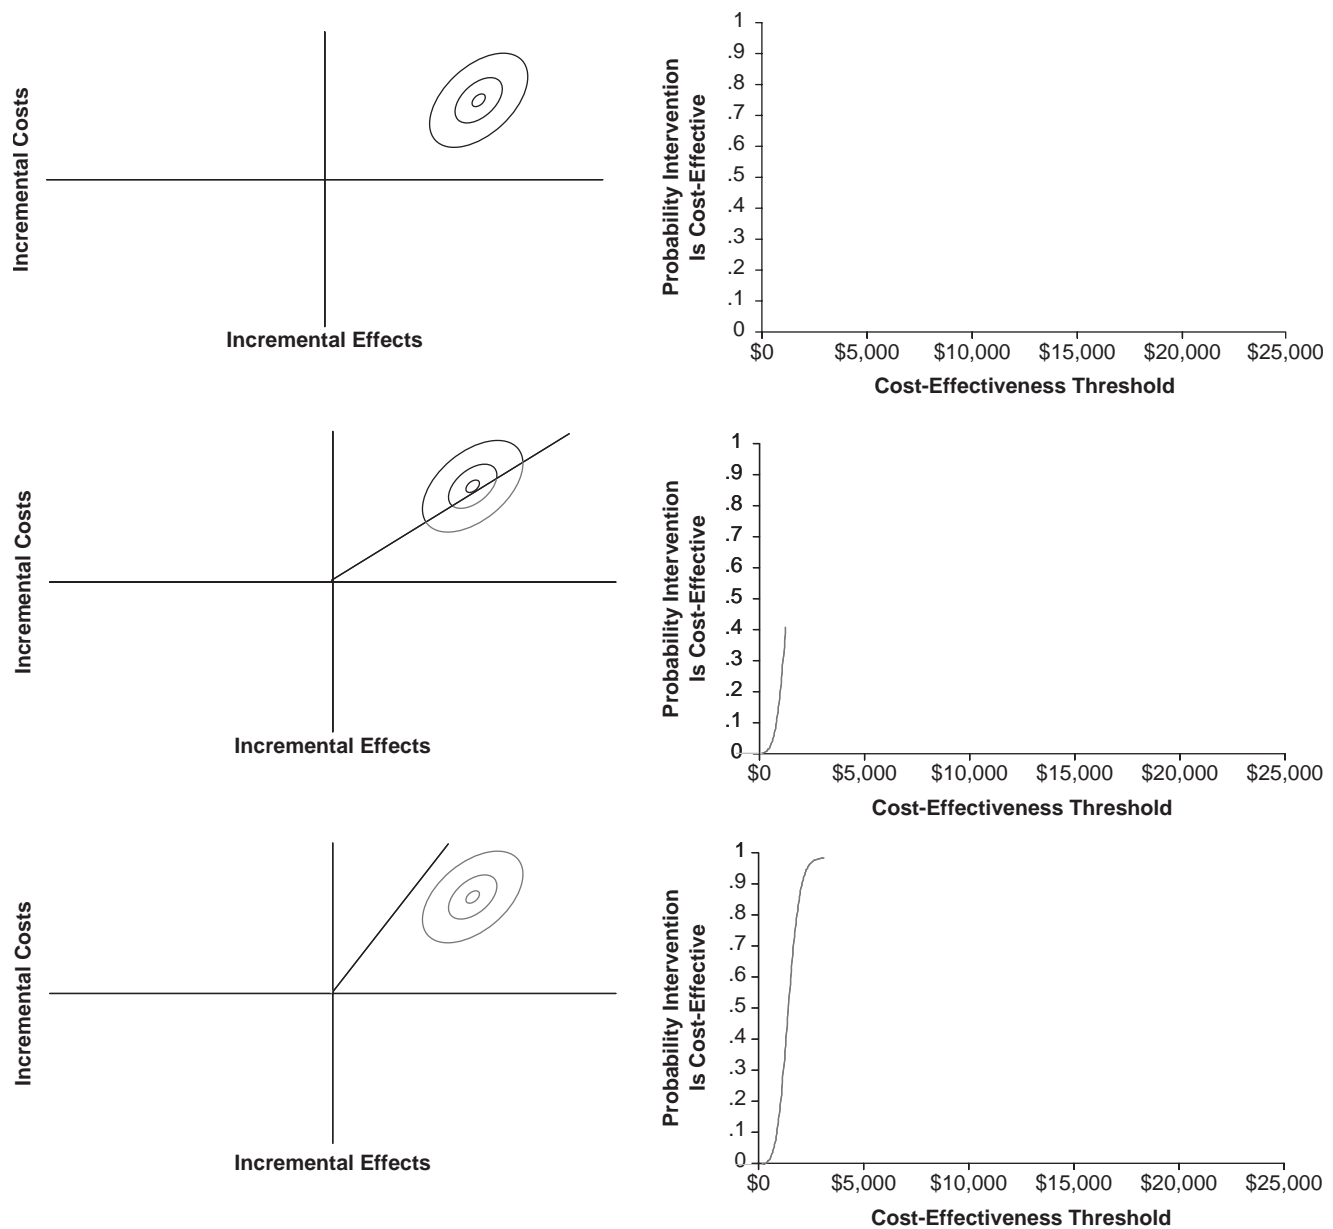 Incremental Costs
Incremental Effects
Probability Intervention
Is Cost-Effective
1
.9
.8
.7
.6
.5
.4
.3
.2
.1
0
$0 $5,000 $10,000 $15,000 $20,000 $25,000
Cost-Effectiveness Threshold
Incremental Costs
Incremental Effects
Probability Intervention
Is Cost-Effective
1
.9
.8
.7
.6
.5
.4
.3
.2
.1
0
$0 $5,000 $10,000 $15,000 $20,000 $25,000
Cost-Effectiveness Threshold
Incremental Costs
Incremental Effects
Probability Intervention
Is Cost-Effective
1
.9
.8
.7
.6
.5
.4
.3
.2
.1
0
$0 $5,000 $10,000 $15,000 $20,000 $25,000
Cost-Effectiveness Threshold